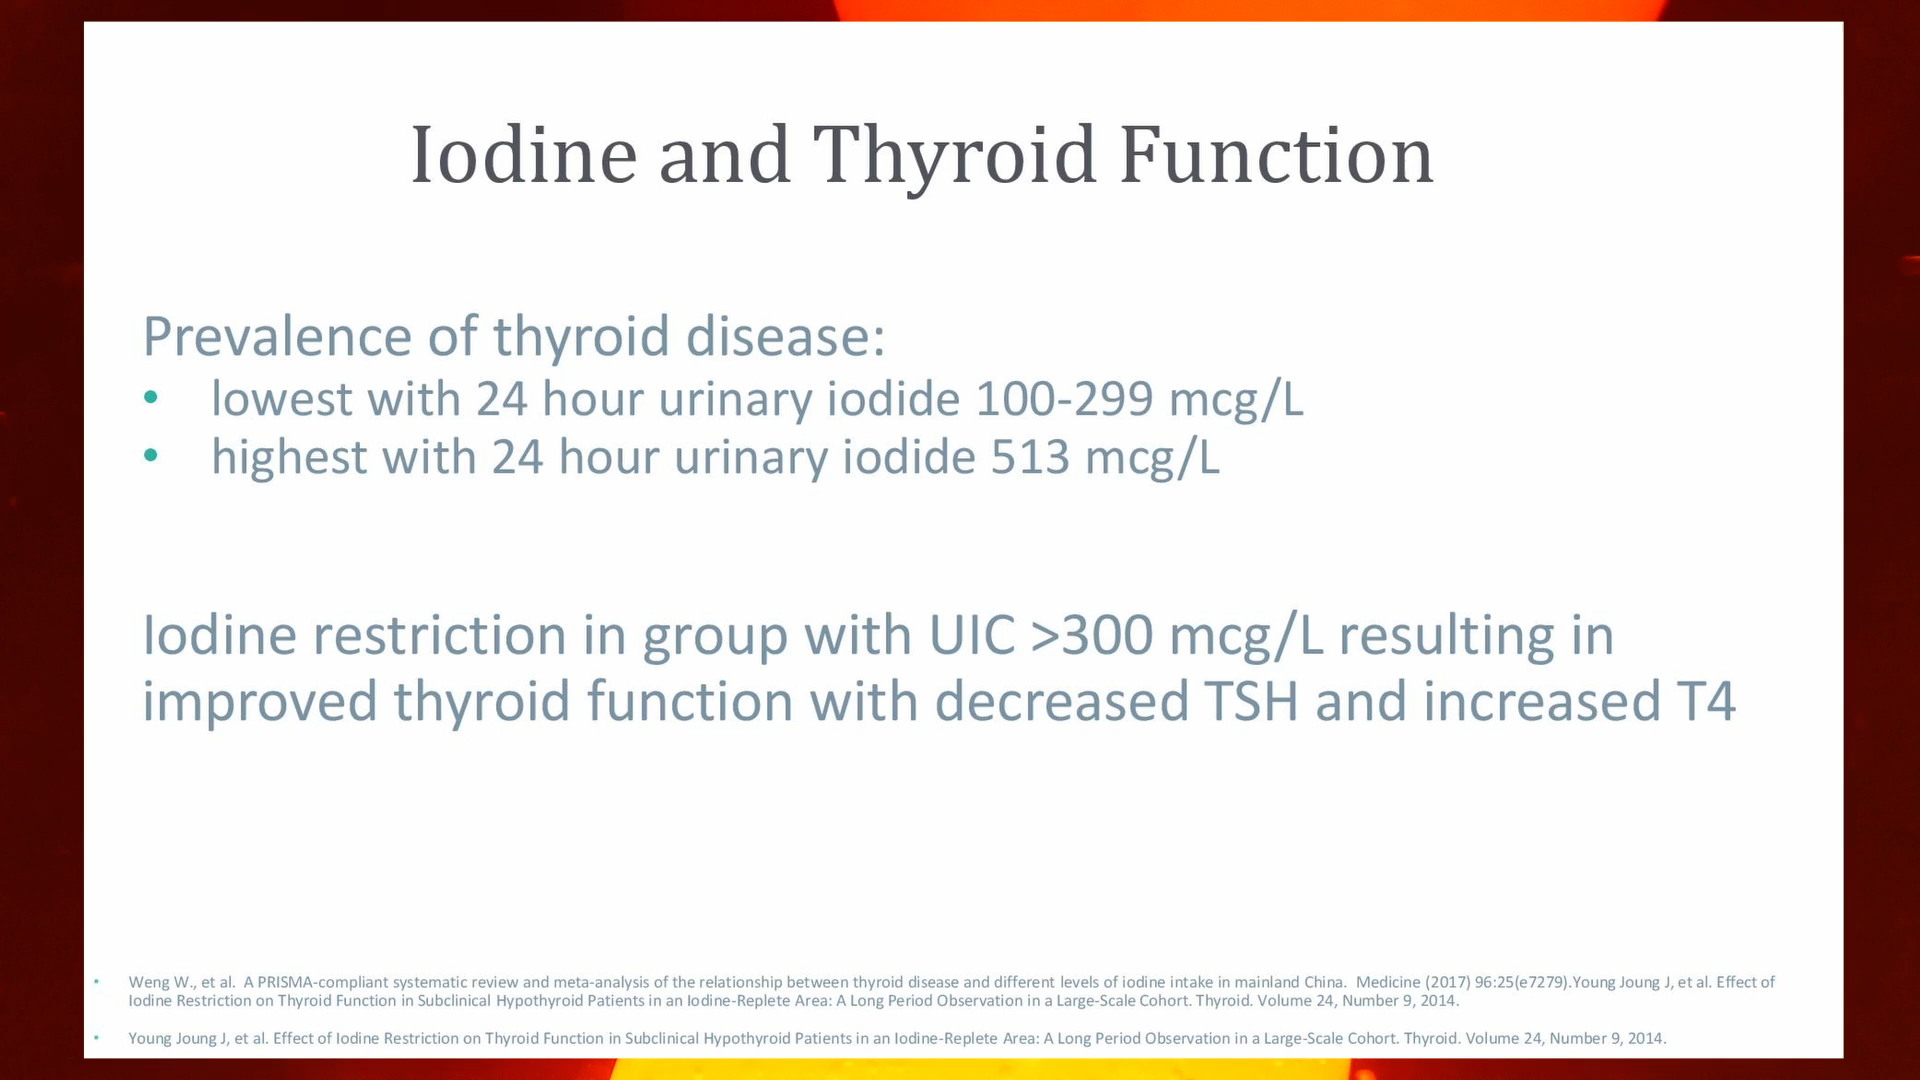 Iodine and Thyroid Function
Prevalence of thyroid disease:
• lowest with 24 hour urinary iodide 100-299 mcg/L
• highest with 24 hour urinary iodide 513 mcg/L
Iodine restriction in group with UIC >300 mcg/L resulting in
improved thyroid function with decreased TSH and increased T4
• Weng W., et al.  A PRISMA-compliant systematic review and meta-analysis of the relationship between thyroid disease and different levels of iodine intake in mainland China.  Medicine (2017) 96:25(e7279).Young Joung J, et al. Effect of
Iodine Restriction on Thyroid Function in Subclinical Hypothyroid Patients in an Iodine-Replete Area: A Long Period Observation in a Large-Scale Cohort. Thyroid. Volume 24, Number 9, 2014.
• Young Joung J, et al. Effect of Iodine Restriction on Thyroid Function in Subclinical Hypothyroid Patients in an Iodine-Replete Area: A Long Period Observation in a Large-Scale Cohort. Thyroid. Volume 24, Number 9, 2014.